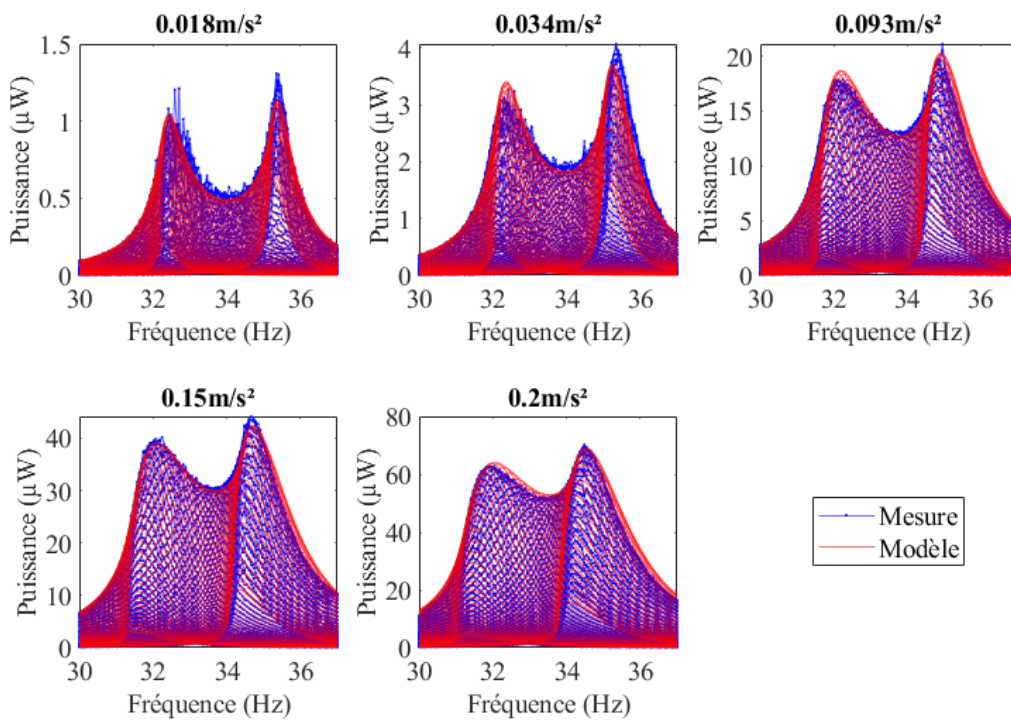 0.018m/s²
0.034m/s²
0.093m/s²
Puissance (µW)
1.5
1
0.5
0
30
32
34
36
Fréquence (Hz)
Puissance (µW)
4
3
2
1
0
30
32
34
36
Fréquence (Hz)
Puissance (µW)
20
15
10
5
0
30
32
34
36
Fréquence (Hz)
0.15m/s²
0.2m/s²
Puissance (µW)
40
30
20
10
0
30
32
34
36
Fréquence (Hz)
Puissance (µW)
80
60
40
20
0
30
32
34
36
Fréquence (Hz)
Mesure
Modèle